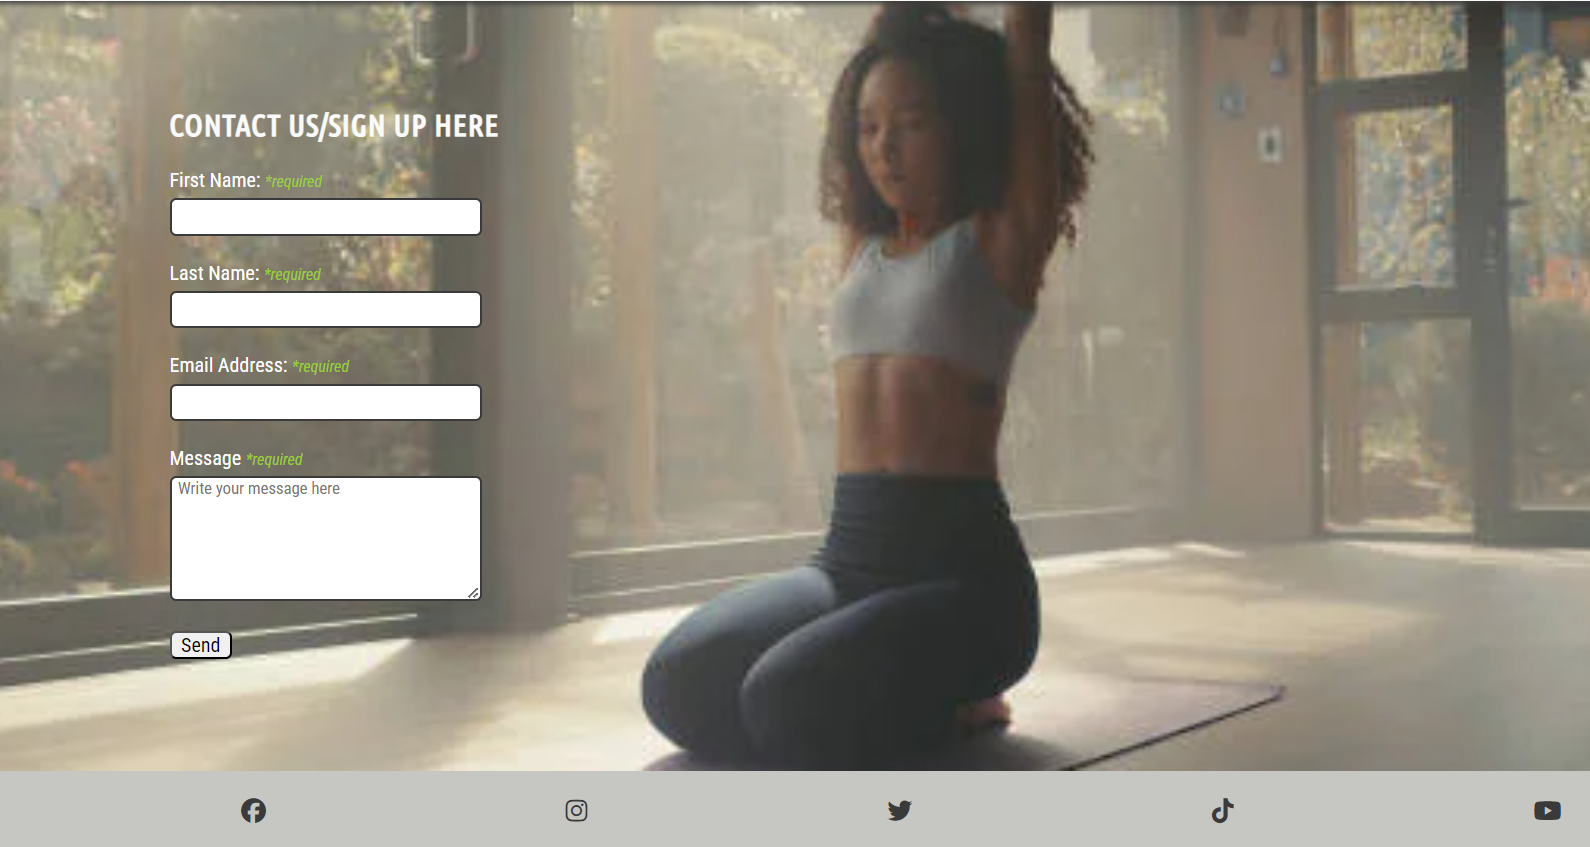 CONTACT US/SIGN UP HERE
First Name: *required
Last Name: *required
Email Address: *required
Message *required
Write your message here
Send